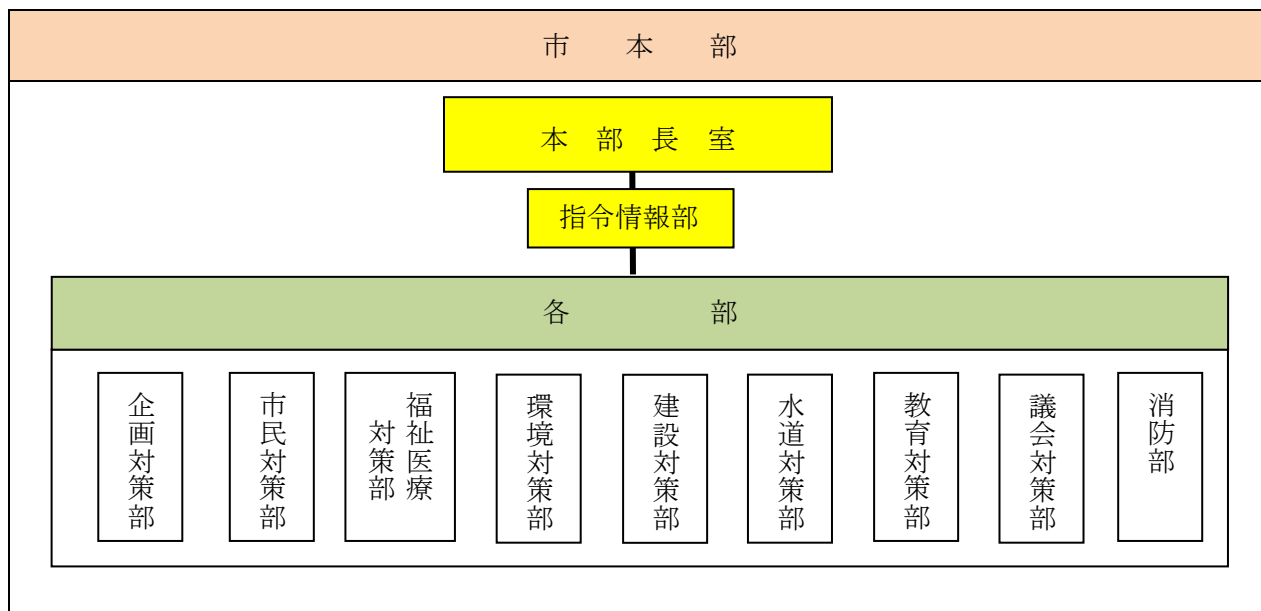 市本部
本部長室
指令情報部
各部
企画対策部
市民対策部
福祉医療
対策部
環境対策部
建設対策部
水道対策部
教育対策部
議会対策部
消防部